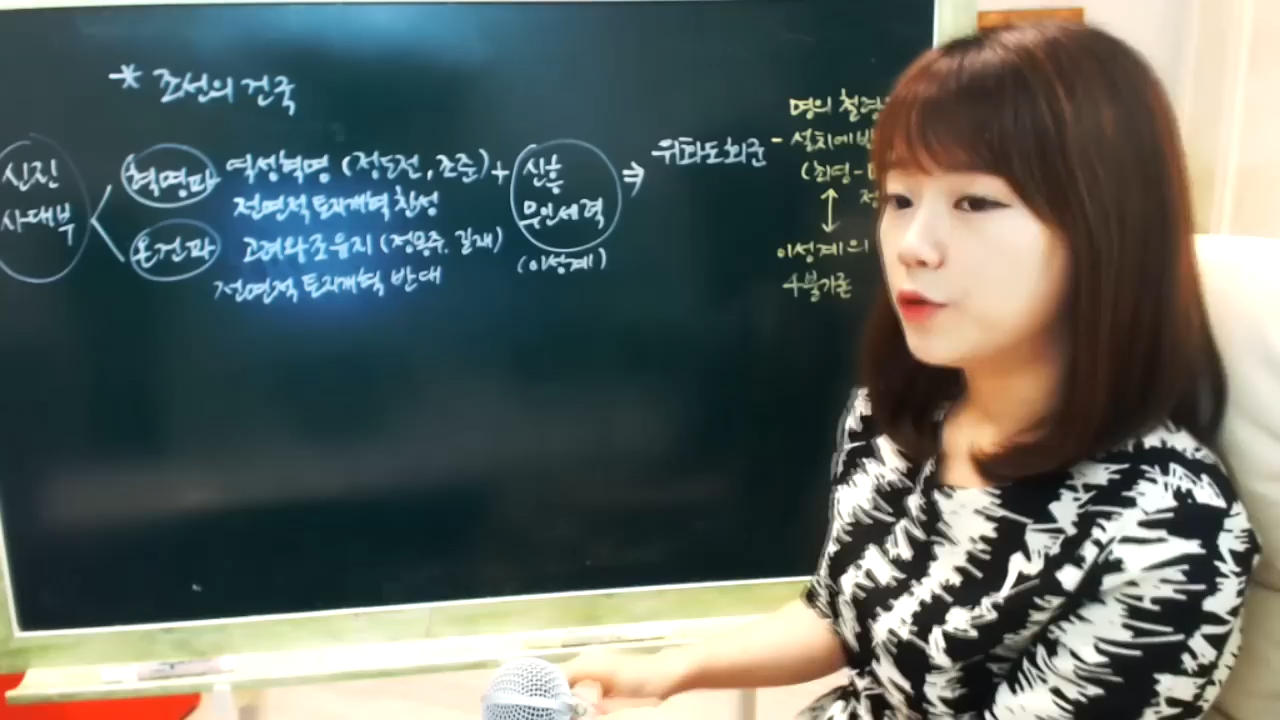 * 조선의 건국
신진
사대부
혁명파 역성혁명 (정도전, 조준) +
전면적 토지개혁 찬성
온건파 고려왕조 유지 (정몽주, 길재)
전면적 토지개혁 반대
신흥
무인세력
(이성계)
⇒ 위화도 회군
명의 철령
- 설치에 반
(최영 -
정
↕
이성계의
4불가론